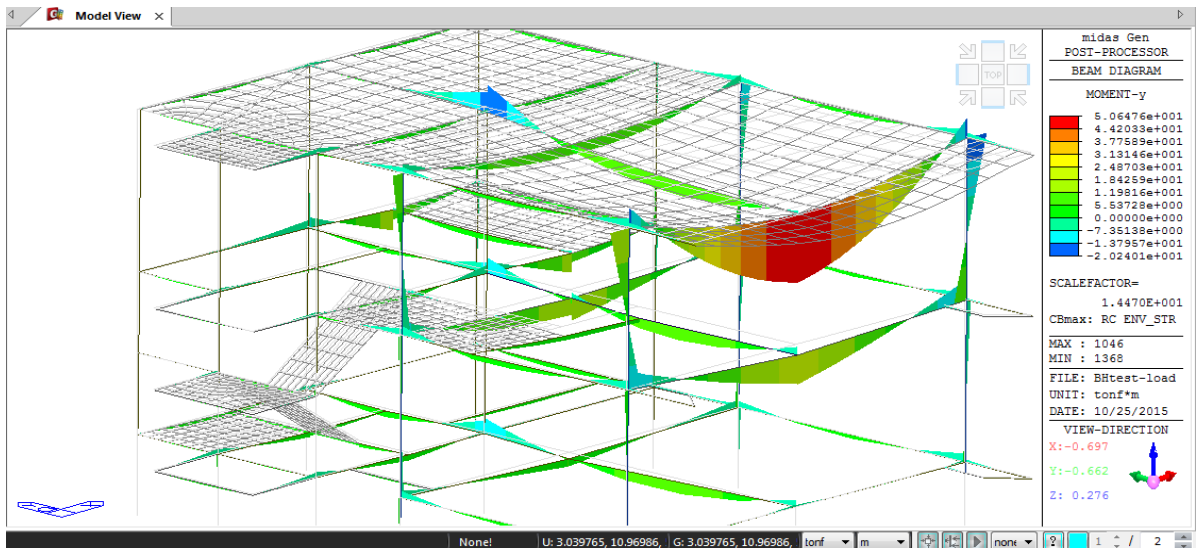 Model View
TOP
midas Gen
POST-PROCESSOR
BEAM DIAGRAM
MOMENT-y
5.06476e+001
4.42033e+001
3.77589e+001
3.13146e+001
2.48703e+001
1.84259e+001
1.19816e+001
5.53728e+000
0.00000e+000
-7.35138e+000
-1.37957e+001
-2.02401e+001
SCALEFACTOR=
1.4470E+001
CBmax: RC ENV_STR
MAX : 1046
MIN : 1368
FILE: BHtest-load
UNIT: tonf*m
DATE: 10/25/2015
VIEW-DIRECTION
X:-0.697
Y:-0.662
Z: 0.276
None! U: 3.039765, 10.96986, G: 3.039765, 10.96986, tonf m none ? 1 / 2